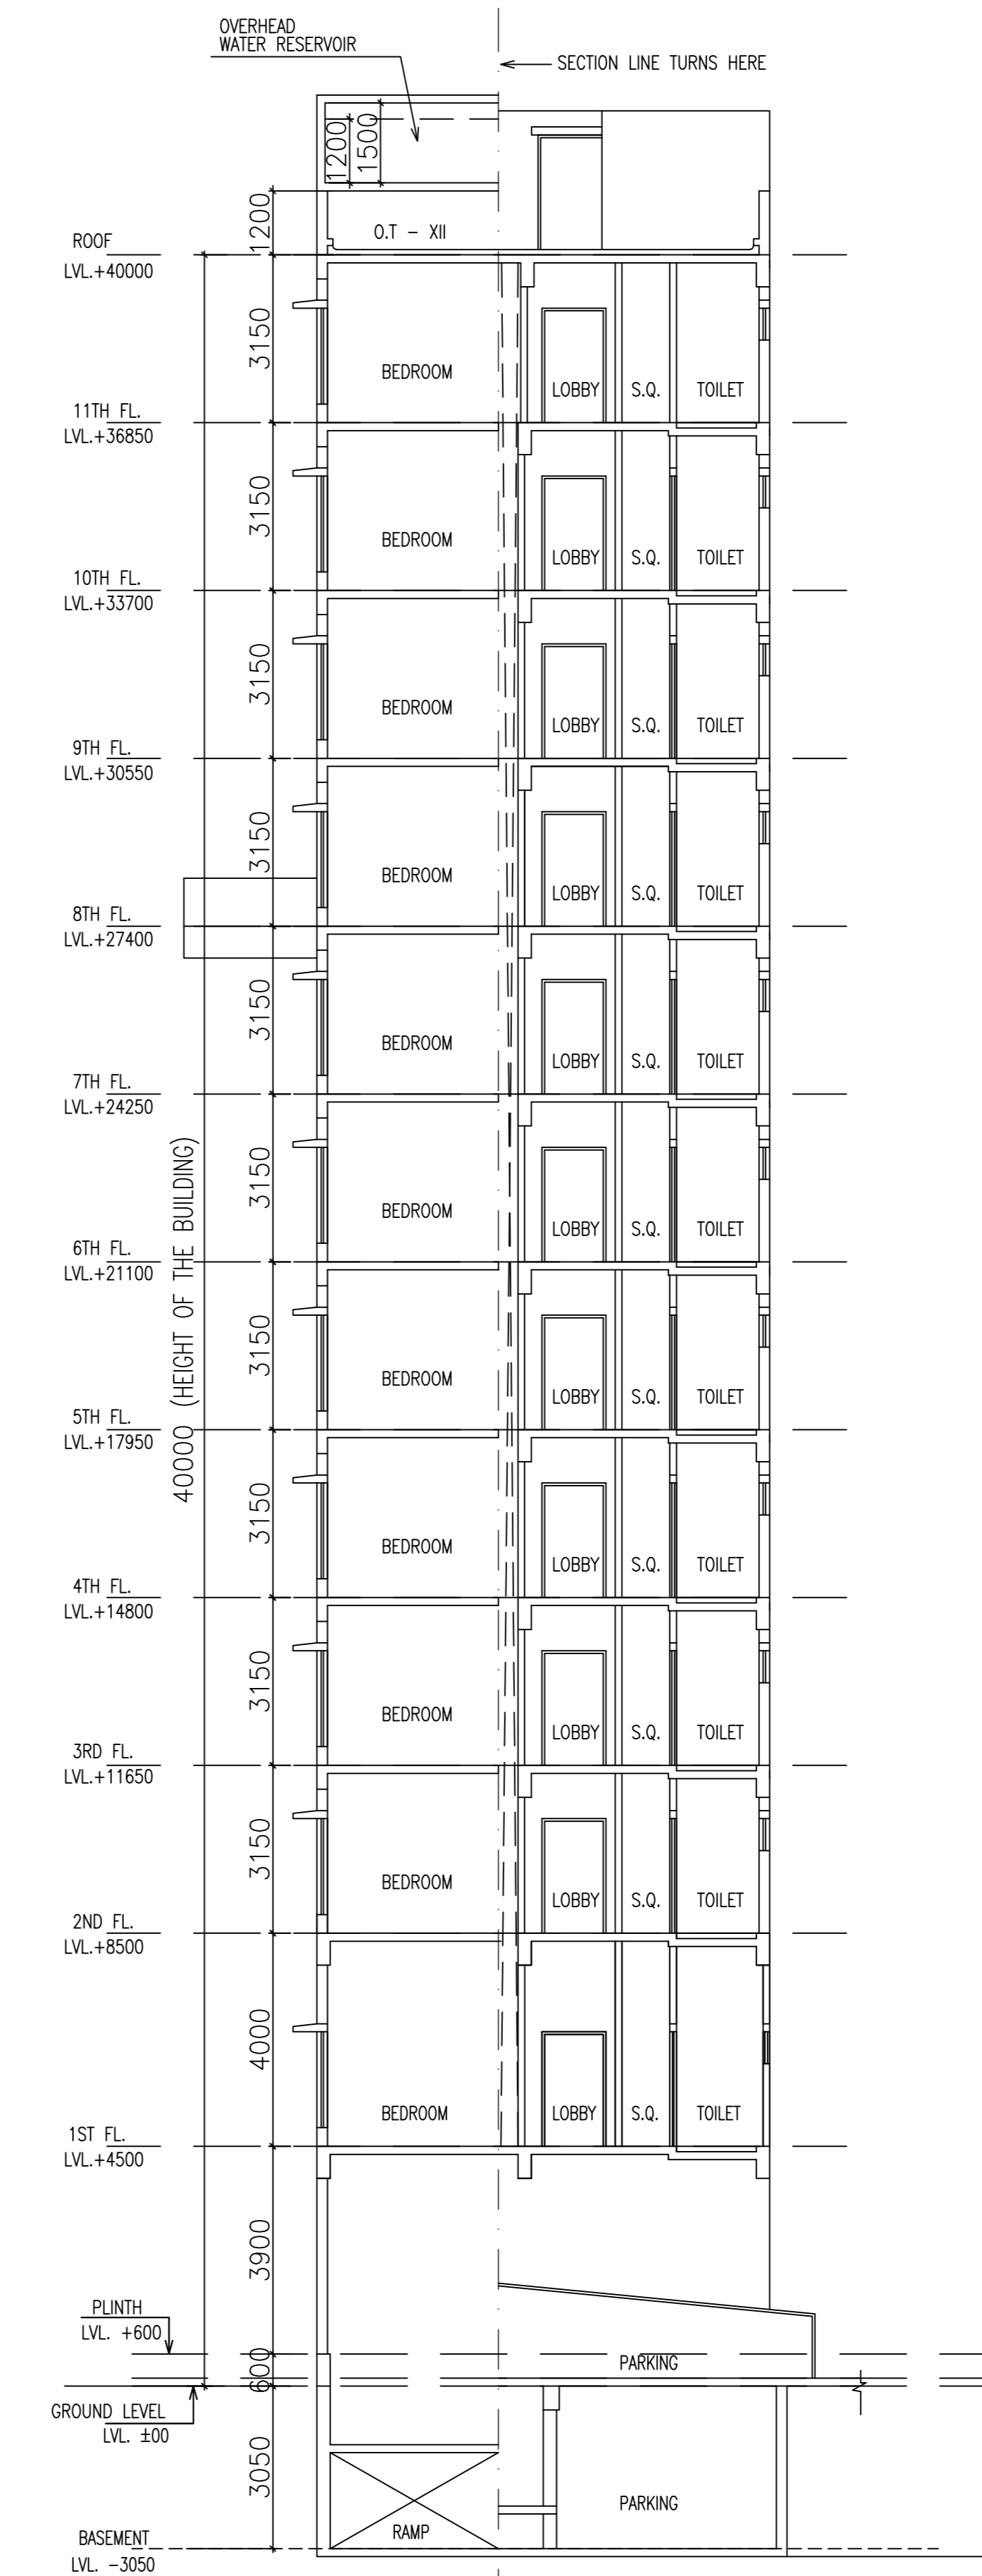 OVERHEAD
WATER RESERVOIR
SECTION LINE TURNS HERE
1200
1500
1200
O.T - XII
ROOF
LVL.+40000
3150
BEDROOM
LOBBY
S.Q.
TOILET
11TH FL.
LVL.+36850
3150
BEDROOM
LOBBY
S.Q.
TOILET
10TH FL.
LVL.+33700
3150
BEDROOM
LOBBY
S.Q.
TOILET
9TH FL.
LVL.+30550
3150
BEDROOM
LOBBY
S.Q.
TOILET
8TH FL.
LVL.+27400
3150
BEDROOM
LOBBY
S.Q.
TOILET
7TH FL.
LVL.+24250
40000 (HEIGHT OF THE BUILDING)
3150
BEDROOM
LOBBY
S.Q.
TOILET
6TH FL.
LVL.+21100
3150
BEDROOM
LOBBY
S.Q.
TOILET
5TH FL.
LVL.+17950
3150
BEDROOM
LOBBY
S.Q.
TOILET
4TH FL.
LVL.+14800
3150
BEDROOM
LOBBY
S.Q.
TOILET
3RD FL.
LVL.+11650
3150
BEDROOM
LOBBY
S.Q.
TOILET
2ND FL.
LVL.+8500
4000
BEDROOM
LOBBY
S.Q.
TOILET
1ST FL.
LVL.+4500
3900
PLINTH
LVL. +600
600
PARKING
GROUND LEVEL
LVL. ±00
3050
PARKING
RAMP
BASEMENT
LVL. -3050